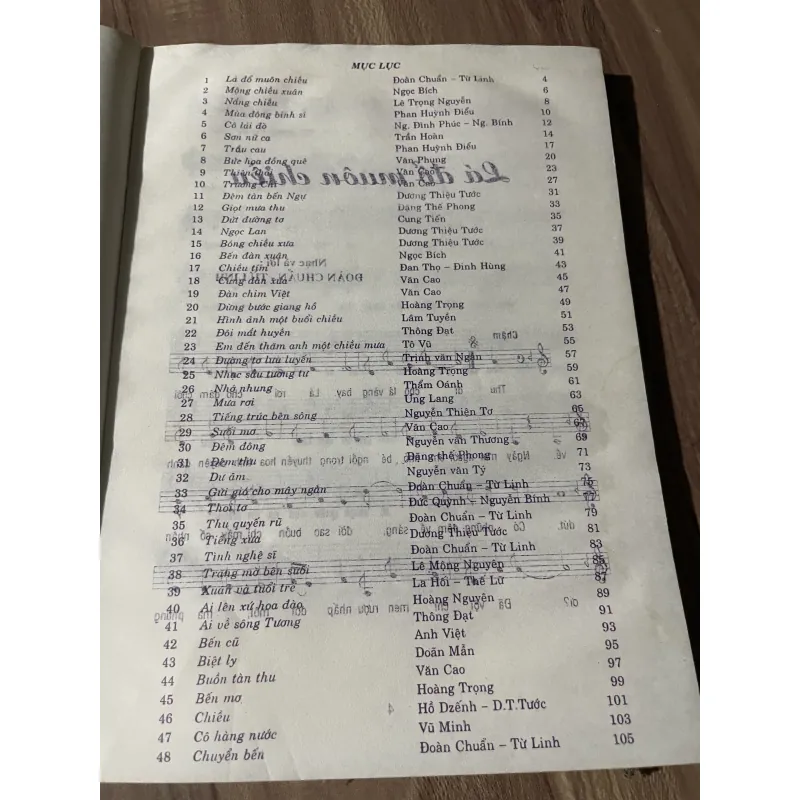 MỤC LỤC
1 Lá đổ muôn chiều Đoàn Chuẩn – Từ Linh 4
2 Mộng chiều xuân Ngọc Bích 6
3 Nắng chiều Lê Trọng Nguyễn 8
4 Mùa đông binh sĩ Phan Huỳnh Điểu 10
5 Cô lái đò Ng. Đình Phúc – Ng. Bính 12
6 Sơn nữ ca Trần Hoàn 14
7 Trầu cau Phan Huỳnh Điểu 17
8 Bức họa đồng quê Văn Phụng 20
9 Thiên thai Văn Cao 23
10 Trương Chi Văn Cao 27
11 Đêm tàn bến Ngự Dương Thiệu Tước 31
12 Giọt mưa thu Đặng Thế Phong 33
13 Dứt đường tơ Cung Tiến 35
14 Ngọc Lan Dương Thiệu Tước 37
15 Bóng chiều xưa Dương Thiệu Tước 39
16 Bến đàn xuân Ngọc Bích 41
17 Chiều tím Đan Thọ – Đinh Hùng 43
18 Cung đàn xưa Văn Cao 45
19 Đàn chim Việt Văn Cao 47
20 Dừng bước giang hồ Hoàng Trọng 49
21 Hình ảnh một buổi chiều Lâm Tuyền 51
22 Đôi mắt huyền Thông Đạt 53
23 Em đến thăm anh một chiều mưa Tô Vũ 55
24 Đường tơ lưu luyến Trịnh văn Ngân 57
25 Nhạc sầu tương tư Hoàng Trọng 59
26 Nhớ nhung Thẩm Oánh 61
27 Mưa rơi Ưng Lang 63
28 Tiếng trúc bên sông Nguyễn Thiện Tơ 65
29 Suối mơ Văn Cao 67
30 Đêm đông Nguyễn văn Thương 69
31 Đêm thu Đặng thế Phong 71
32 Dư âm Nguyễn văn Tý 73
33 Gửi gió cho mây ngàn Đoàn Chuẩn – Từ Linh 75
34 Thoi tơ Đức Quỳnh – Nguyễn Bính 77
35 Thu quyến rũ Đoàn Chuẩn – Từ Linh 79
36 Tiếng xưa Dương Thiệu Tước 81
37 Tình nghệ sĩ Đoàn Chuẩn – Từ Linh 83
38 Trăng mờ bên suối Lê Mộng Nguyên 85
39 Xuân và tuổi trẻ La Hối – Thế Lữ 87
40 Ai lên xứ hoa đào Hoàng Nguyên 89
41 Ai về sông Tương Thông Đạt 91
42 Bến cũ Anh Việt 93
43 Biệt ly Doãn Mẫn 95
44 Buồn tàn thu Văn Cao 97
45 Bến mơ Hoàng Trọng 99
46 Chiều Hồ Dzếnh – D.T.Tước 101
47 Cô hàng nước Vũ Minh 103
48 Chuyển bến Đoàn Chuẩn – Từ Linh 105